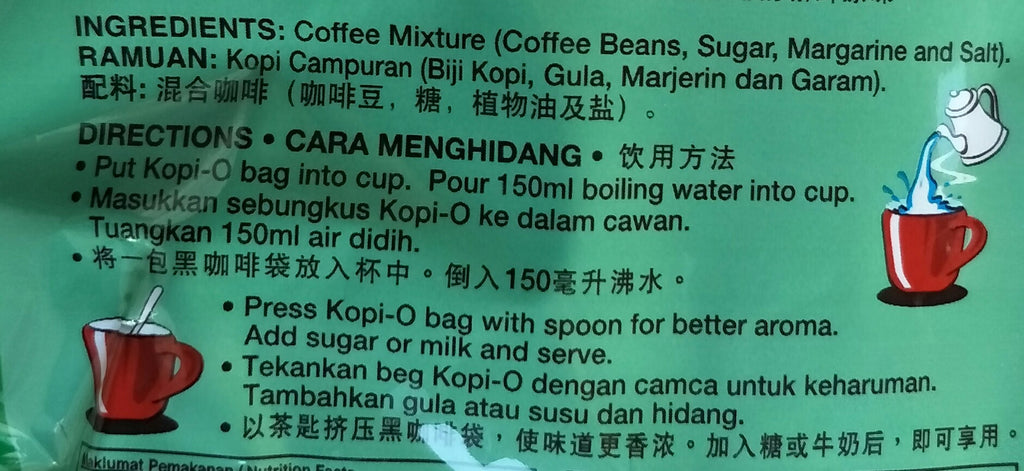 INGREDIENTS: Coffee Mixture (Coffee Beans, Sugar, Margarine and Salt).
RAMUAN: Kopi Campuran (Biji Kopi, Gula, Marjerin dan Garam).
配料: 混合咖啡（咖啡豆, 糖, 植物油及盐）。
DIRECTIONS • CARA MENGHIDANG • 饮用方法
• Put Kopi-O bag into cup. Pour 150ml boiling water into cup.
• Masukkan sebungkus Kopi-O ke dalam cawan.
Tuangkan 150ml air didih.
• 将一包黑咖啡袋放入杯中。倒入150毫升沸水。
• Press Kopi-O bag with spoon for better aroma.
Add sugar or milk and serve.
• Tekankan beg Kopi-O dengan camca untuk keharuman.
Tambahkan gula atau susu dan hidang.
• 以茶匙挤压黑咖啡袋，使味道更香浓。加入糖或牛奶后，即可享用。
Maklumat Pemakanan / Nutrition Facts